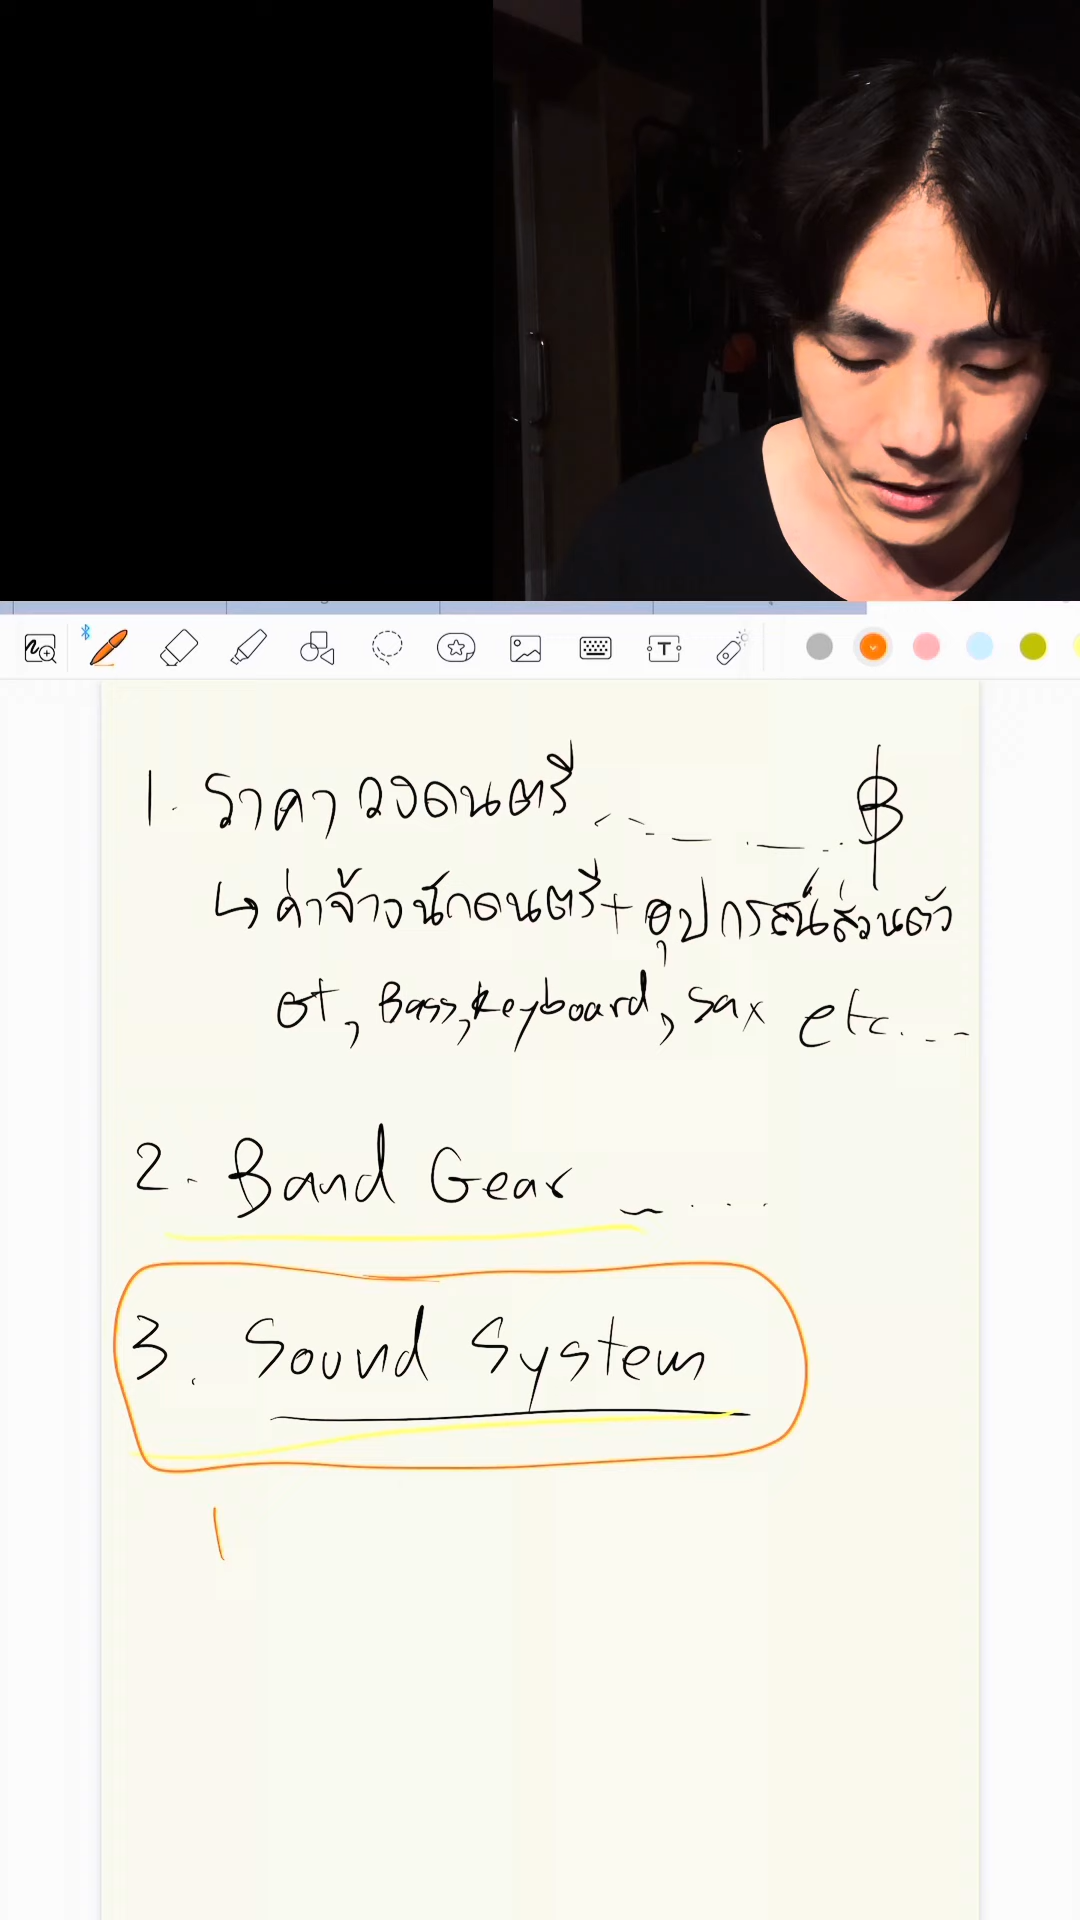 1. ราคา วงดนตรี ........ ฿
↳ ค่าจ้างนักดนตรี + อุปกรณ์ส่วนตัว
Gt, Bass, Keyboard, Sax etc....
2. Band Gear ....
3. Sound System